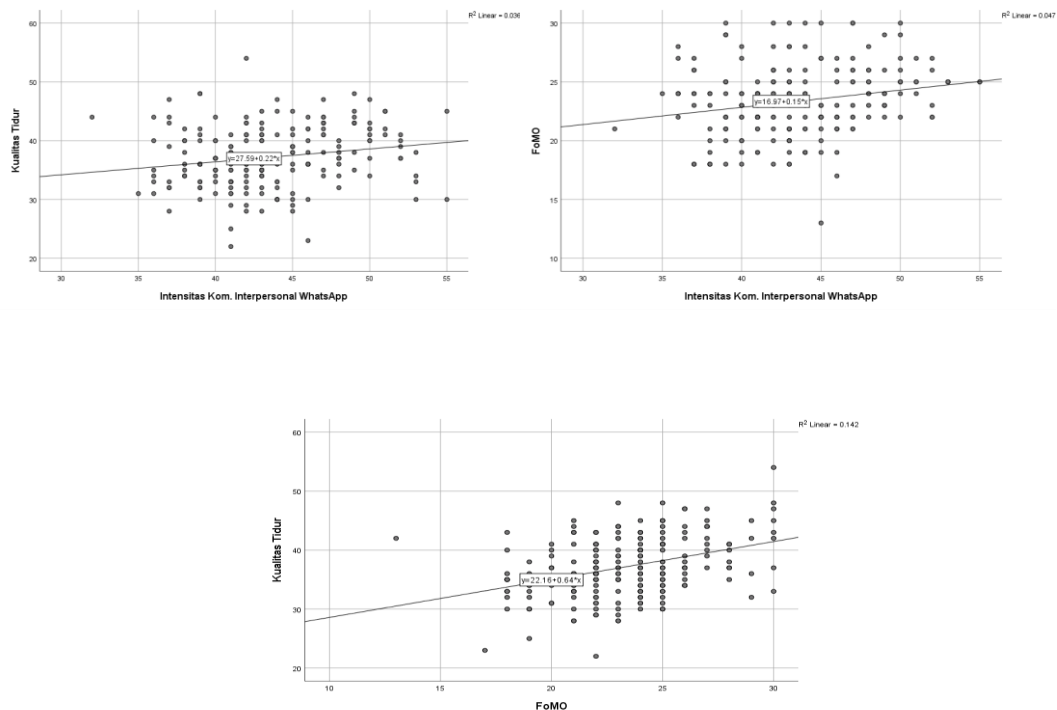 R2 Linear = 0.036
60
50
40
30
20
Kualitas Tidur
y=27.59+0.22*x
30
35
40
45
50
55
Intensitas Kom. Interpersonal WhatsApp
R2 Linear = 0.047
30
25
20
15
10
FoMO
y=16.97+0.15*x
30
35
40
45
50
55
Intensitas Kom. Interpersonal WhatsApp
R2 Linear = 0.142
60
50
40
30
20
Kualitas Tidur
y=22.16+0.64*x
10
15
20
25
30
FoMO